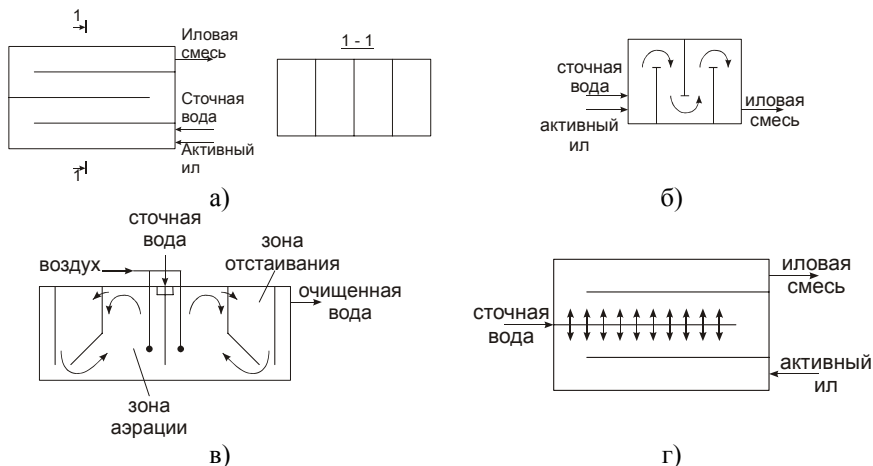 1
Иловая
смесь
Сточная
вода
Активный
ил
1
1 - 1
а)
сточная
вода
активный
ил
иловая
смесь
б)
сточная
вода
воздух
зона
отстаивания
очищенная
вода
зона
аэрации
в)
сточная
вода
иловая
смесь
активный
ил
г)